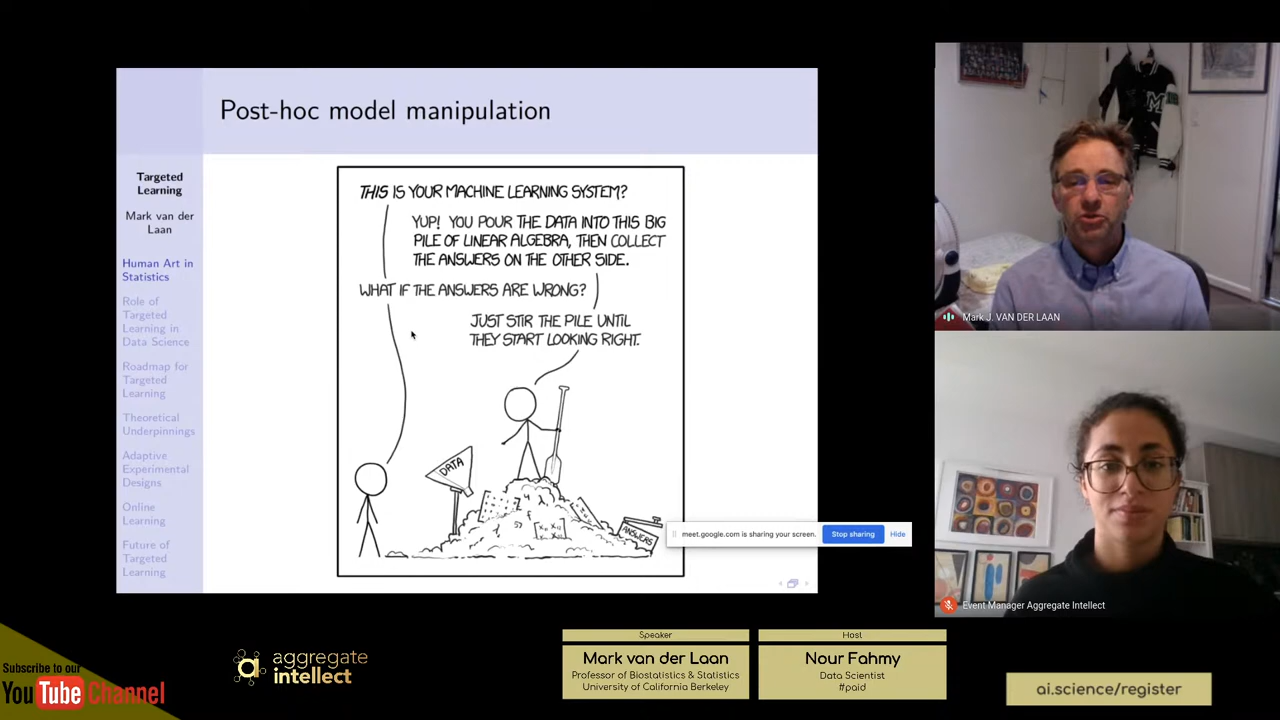 Post-hoc model manipulation
Targeted
Learning
Mark van der
Laan
Human Art in
Statistics
Role of
Targeted
Learning in
Data Science
Roadmap for
Targeted
Learning
Theoretical
Underpinnings
Adaptive
Experimental
Designs
Online
Learning
Future of
Targeted
Learning
THIS IS YOUR MACHINE LEARNING SYSTEM?
YUP! YOU POUR THE DATA INTO THIS BIG
PILE OF LINEAR ALGEBRA, THEN COLLECT
THE ANSWERS ON THE OTHER SIDE.
WHAT IF THE ANSWERS ARE WRONG?
JUST STIR THE PILE UNTIL
THEY START LOOKING RIGHT.
DATA
ANSWERS
meet.google.com is sharing your screen.
Stop sharing
Hide
M
Mark J. VAN DER LAAN
Event Manager Aggregate Intellect
Subscribe to our
YouTube Channel
aggregate
intellect
Speaker
Mark van der Laan
Professor of Biostatistics & Statistics
University of California Berkeley
Host
Nour Fahmy
Data Scientist
#paid
ai.science/register